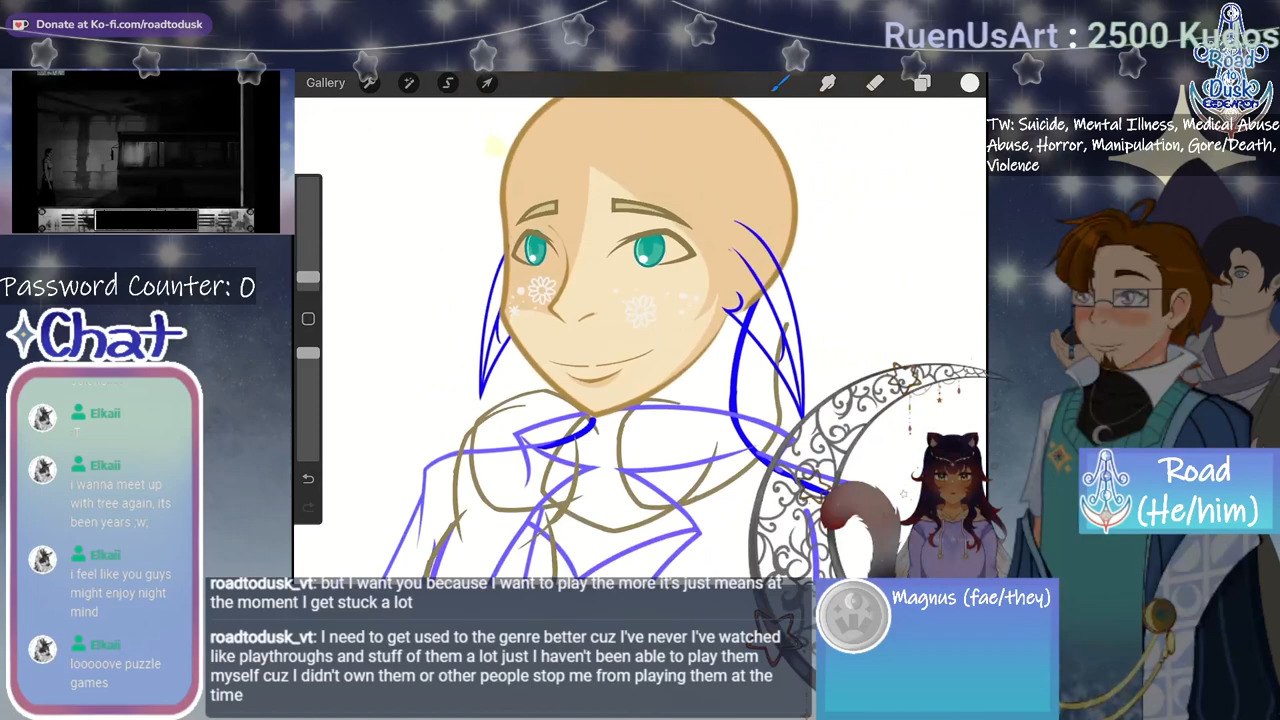 Donate at Ko-fi.com/roadtodusk
RuenUsArt : 2500 Kudos
Road
to
Dusk
Gallery
S
TW: Suicide, Mental Illness, Medical Abuse
Abuse, Horror, Manipulation, Gore/Death,
Violence
Password Counter: 0
Chat
Elkaii
Elkaii
i wanna meet up
with tree again, its
been years ;w;
Elkaii
i feel like you guys
might enjoy night
mind
Elkaii
looooove puzzle
games
Road
(He/him)
Magnus (fae/they)
roadtodusk_vt: but I want you because I want to play the more it's just means at
the moment I get stuck a lot
roadtodusk_vt: I need to get used to the genre better cuz I've never I've watched
like playthroughs and stuff of them a lot just I haven't been able to play them
myself cuz I didn't own them or other people stop me from playing them at the
time